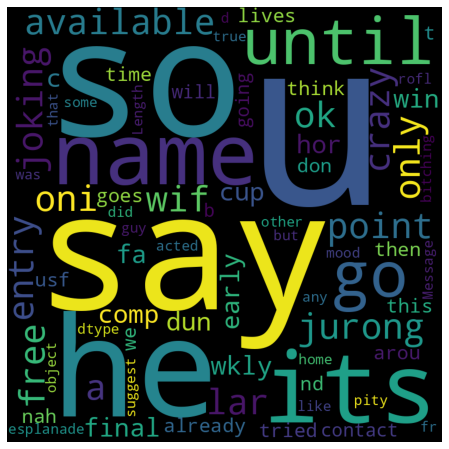 available
lives
d
t
true
until
so
u
joking
that
c
time
some
Length
will
going
think
rofl
crazy
win
ok
only
bitching
was
name
hor
don
oni
goes
wif
cup
did
b
guy
acted
other
but
point
then
entry
usf
say
fa
early
mood
any
go
this
Message
comp
dtype
dun
we
jurong
free
object
he
suggest
a
wkly
nd
home
arou
its
like
pity
nah
lar
esplanade
final
already
tried
contact
fr